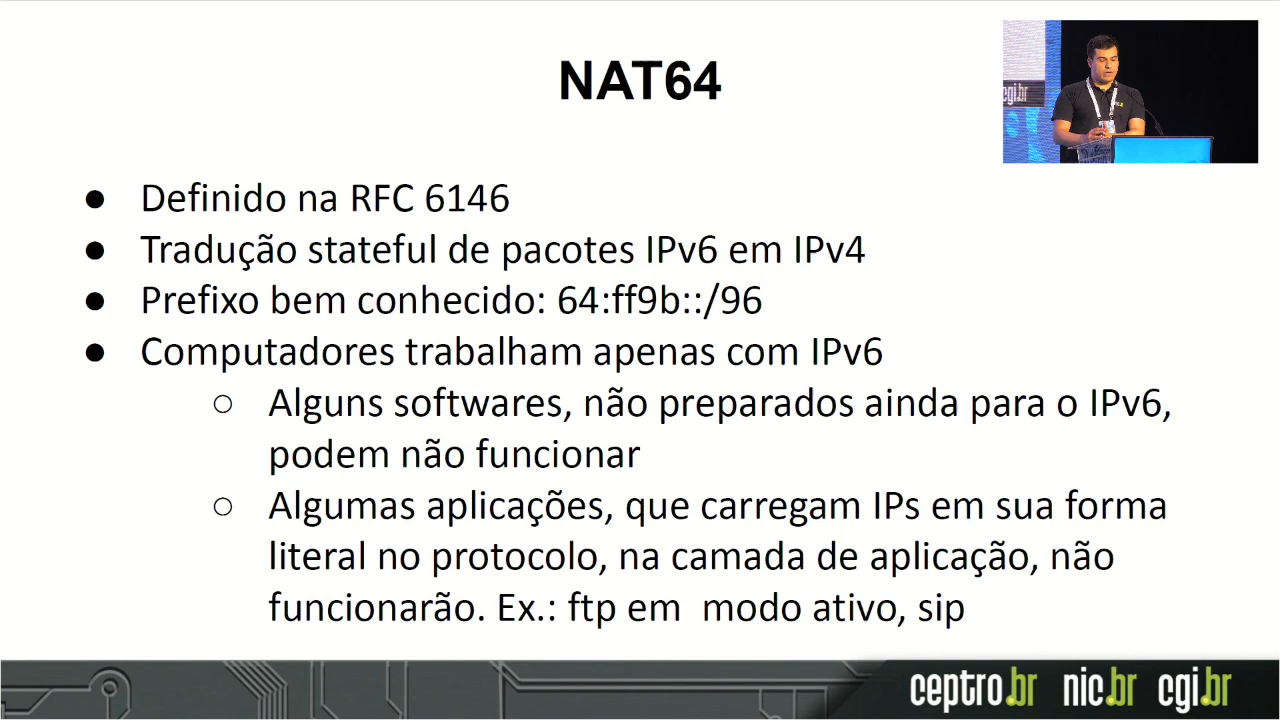 NAT64
cgi.br
● Definido na RFC 6146
● Tradução stateful de pacotes IPv6 em IPv4
● Prefixo bem conhecido: 64:ff9b::/96
● Computadores trabalham apenas com IPv6
○ Alguns softwares, não preparados ainda para o IPv6,
podem não funcionar
○ Algumas aplicações, que carregam IPs em sua forma
literal no protocolo, na camada de aplicação, não
funcionarão. Ex.: ftp em modo ativo, sip
ceptro.br nic.br cgi.br